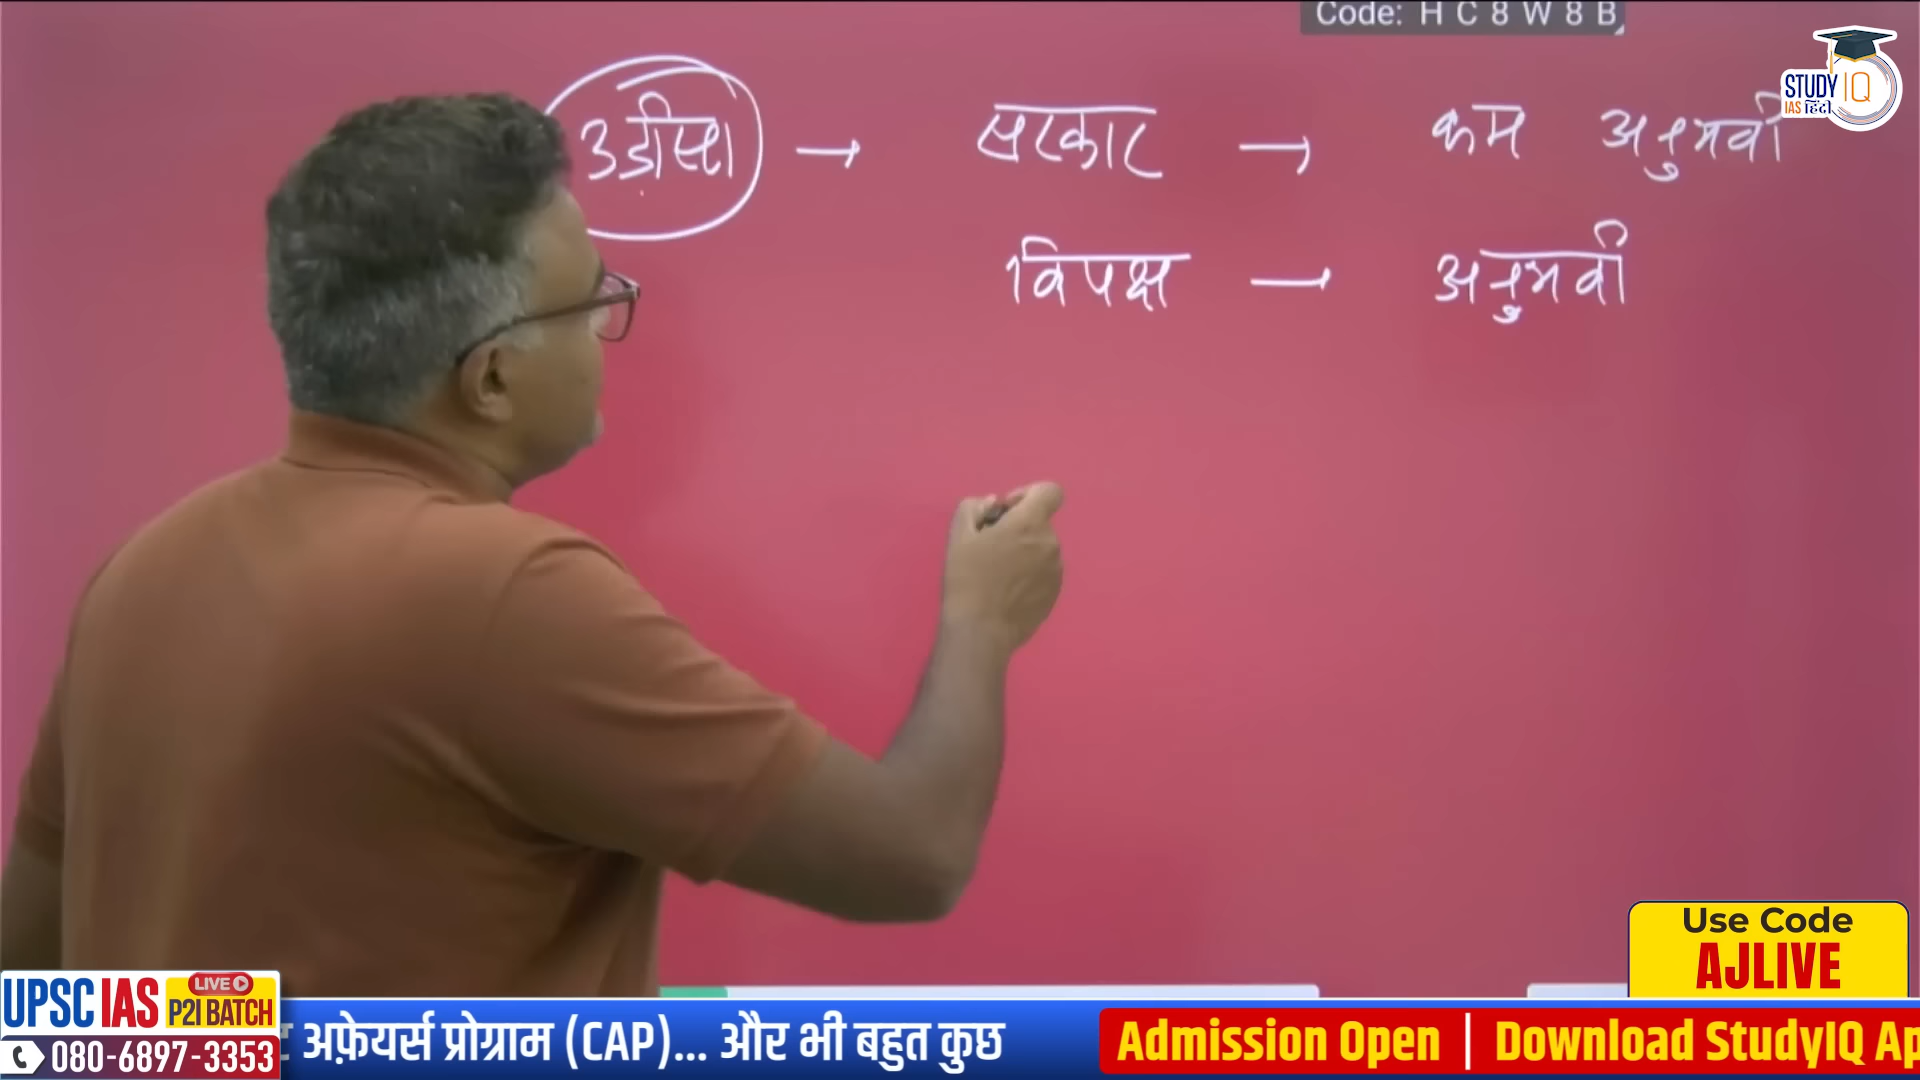 Code: H C 8 W 8 B
STUDY IQ
IAS हिंदी
उड़ीसा → सरकार → कम अनुभवी
विपक्ष → अनुभवी
Use Code
AJLIVE
UPSC IAS LIVE P2I BATCH
080-6897-3353
अफ़ेयर्स प्रोग्राम (CAP)... और भी बहुत कुछ
Admission Open | Download StudyIQ Ap